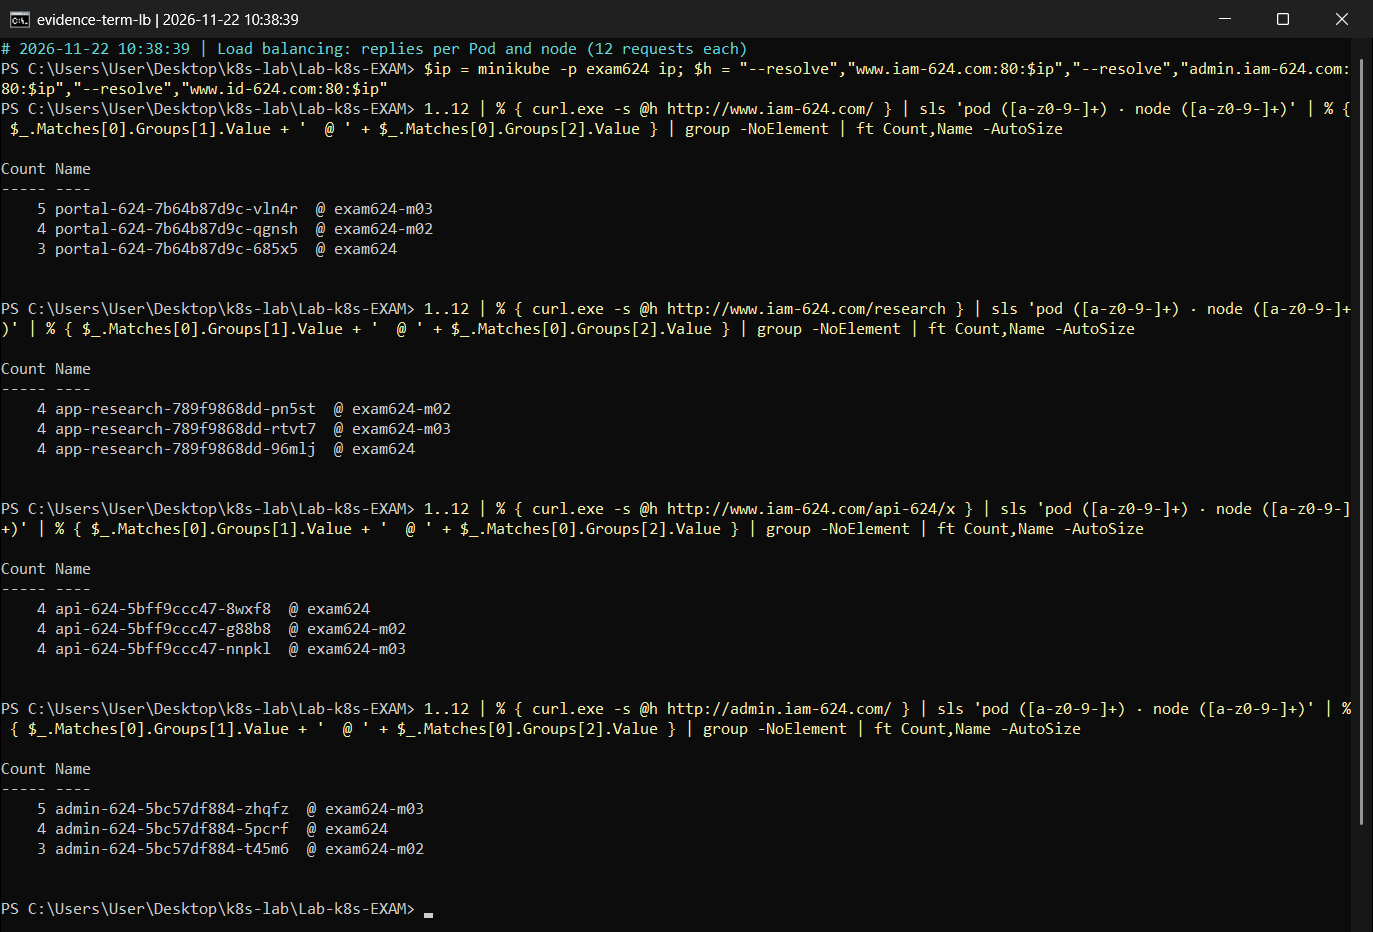 evidence-term-lb | 2026-11-22 10:38:39
# 2026-11-22 10:38:39 | Load balancing: replies per Pod and node (12 requests each)
PS C:\Users\User\Desktop\k8s-lab\Lab-k8s-EXAM> $ip = minikube -p exam624 ip; $h = "--resolve","www.iam-624.com:80:$ip","--resolve","admin.iam-624.com:
80:$ip","--resolve","www.id-624.com:80:$ip"
PS C:\Users\User\Desktop\k8s-lab\Lab-k8s-EXAM> 1..12 | % { curl.exe -s @h http://www.iam-624.com/ } | sls 'pod ([a-z0-9-]+) · node ([a-z0-9-]+)' | % {
 $_.Matches[0].Groups[1].Value + '  @ ' + $_.Matches[0].Groups[2].Value } | group -NoElement | ft Count,Name -AutoSize
Count Name
----- ----
    5 portal-624-7b64b87d9c-vln4r  @ exam624-m03
    4 portal-624-7b64b87d9c-qgnsh  @ exam624-m02
    3 portal-624-7b64b87d9c-685x5  @ exam624
PS C:\Users\User\Desktop\k8s-lab\Lab-k8s-EXAM> 1..12 | % { curl.exe -s @h http://www.iam-624.com/research } | sls 'pod ([a-z0-9-]+) · node ([a-z0-9-]+
)' | % { $_.Matches[0].Groups[1].Value + '  @ ' + $_.Matches[0].Groups[2].Value } | group -NoElement | ft Count,Name -AutoSize
Count Name
----- ----
    4 app-research-789f9868dd-pn5st  @ exam624-m02
    4 app-research-789f9868dd-rtvt7  @ exam624-m03
    4 app-research-789f9868dd-96mlj  @ exam624
PS C:\Users\User\Desktop\k8s-lab\Lab-k8s-EXAM> 1..12 | % { curl.exe -s @h http://www.iam-624.com/api-624/x } | sls 'pod ([a-z0-9-]+) · node ([a-z0-9-]
+)' | % { $_.Matches[0].Groups[1].Value + '  @ ' + $_.Matches[0].Groups[2].Value } | group -NoElement | ft Count,Name -AutoSize
Count Name
----- ----
    4 api-624-5bff9ccc47-8wxf8  @ exam624
    4 api-624-5bff9ccc47-g88b8  @ exam624-m02
    4 api-624-5bff9ccc47-nnpkl  @ exam624-m03
PS C:\Users\User\Desktop\k8s-lab\Lab-k8s-EXAM> 1..12 | % { curl.exe -s @h http://admin.iam-624.com/ } | sls 'pod ([a-z0-9-]+) · node ([a-z0-9-]+)' | %
 { $_.Matches[0].Groups[1].Value + '  @ ' + $_.Matches[0].Groups[2].Value } | group -NoElement | ft Count,Name -AutoSize
Count Name
----- ----
    5 admin-624-5bc57df884-zhqfz  @ exam624-m03
    4 admin-624-5bc57df884-5pcrf  @ exam624
    3 admin-624-5bc57df884-t45m6  @ exam624-m02
PS C:\Users\User\Desktop\k8s-lab\Lab-k8s-EXAM>